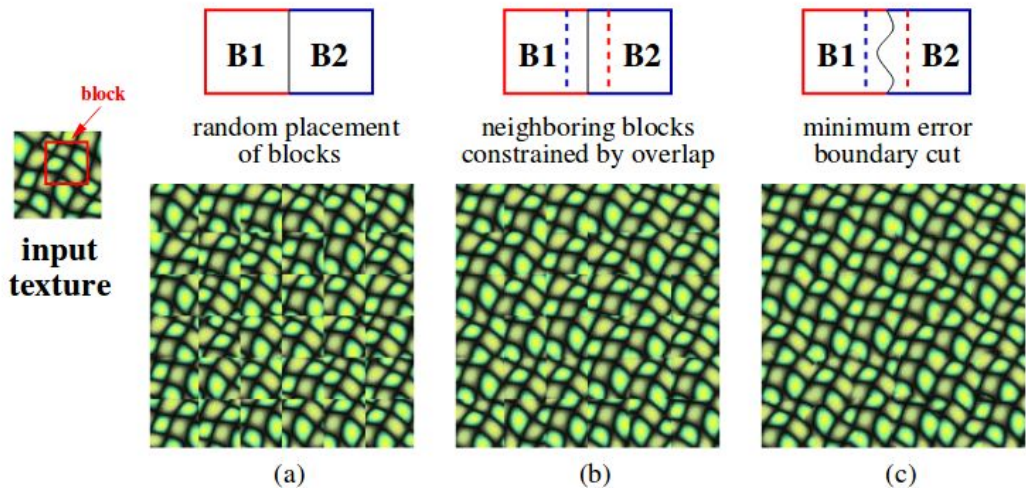 block
input
texture
B1 B2
random placement
of blocks
(a)
B1 B2
neighboring blocks
constrained by overlap
(b)
B1 B2
minimum error
boundary cut
(c)